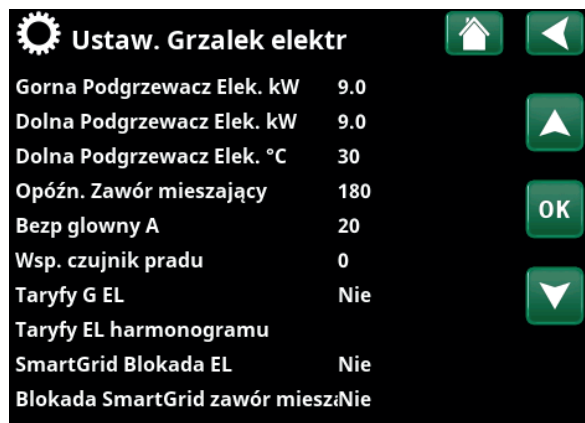 Ustaw. Grzalek elektr
Gorna Podgrzewacz Elek. kW 9.0
Dolna Podgrzewacz Elek. kW 9.0
Dolna Podgrzewacz Elek. °C 30
Opóźn. Zawór mieszający 180
OK
Bezp glowny A 20
Wsp. czujnik pradu 0
Taryfy G EL Nie
Taryfy EL harmonogramu
SmartGrid Blokada EL Nie
Blokada SmartGrid zawór miesza Nie